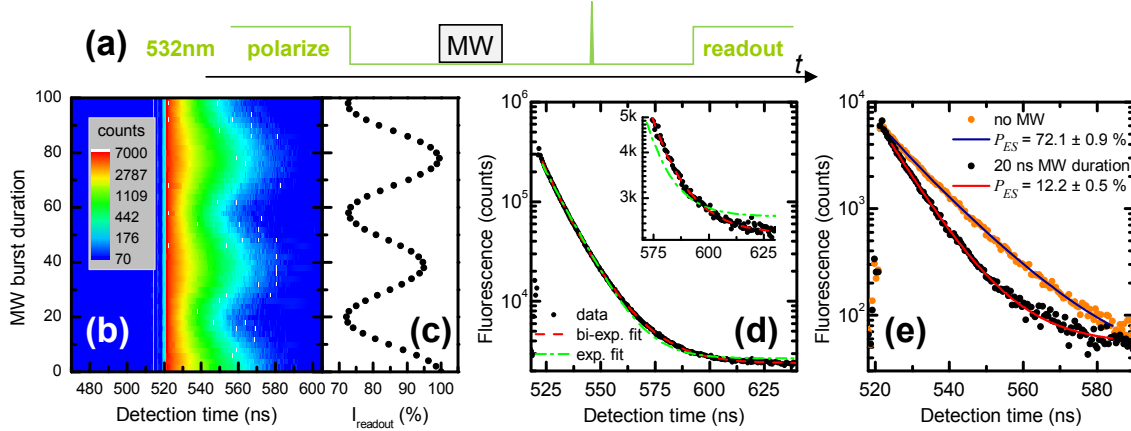 (a) 532nm polarize MW readout
t
100
80
60
40
20
0
MW burst duration
counts
7000
2787
1109
442
176
70
(b)
480 500 520 540 560 580 600
Detection time (ns)
(c)
70 80 90 100
I_readout (%)
10^6
10^5
10^4
Fluorescence (counts)
5k
4k
3k
575 600 625
data
bi-exp. fit
exp. fit
(d)
525 550 575 600 625
Detection time (ns)
10^4
10^3
10^2
Fluorescence (counts)
no MW
P_ES = 72.1 ± 0.9 %
20 ns MW duration
P_ES = 12.2 ± 0.5 %
(e)
520 540 560 580
Detection time (ns)